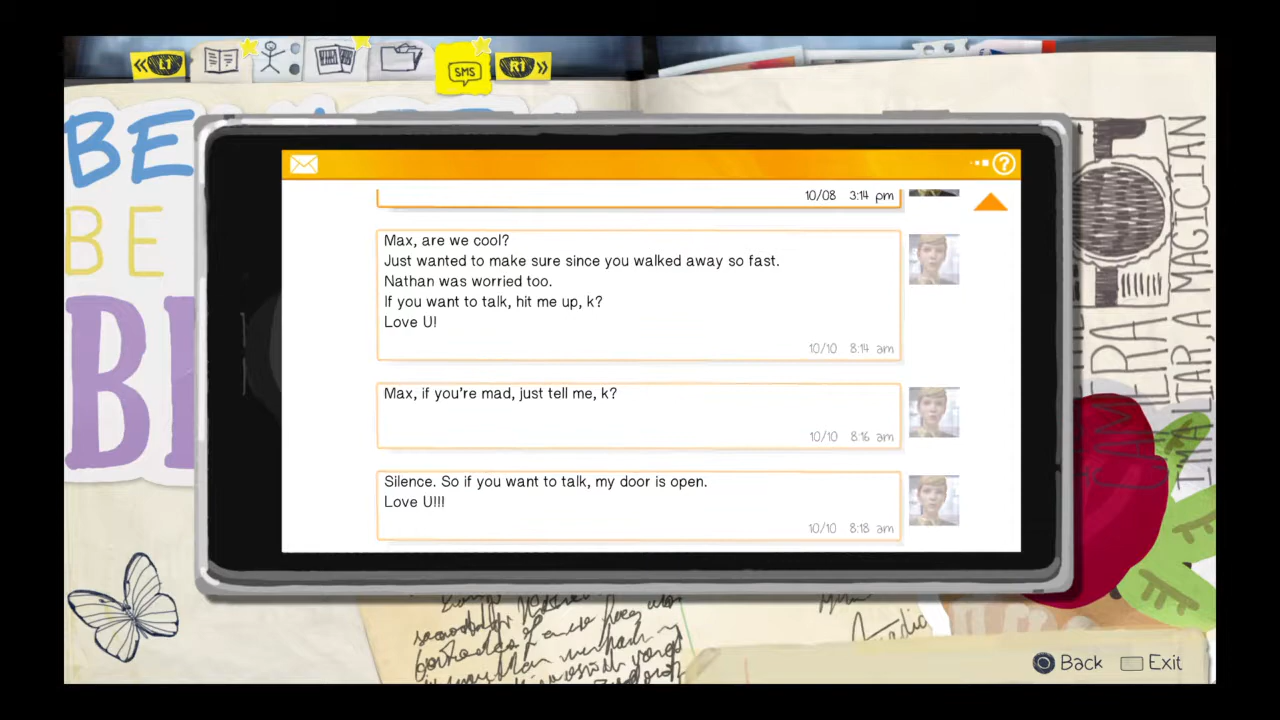 L1
SMS
R1
BE
BE
10/08 3:14 pm
Max, are we cool?
Just wanted to make sure since you walked away so fast.
Nathan was worried too.
If you want to talk, hit me up, k?
Love U!
10/10 8:14 am
Max, if you're mad, just tell me, k?
10/10 8:16 am
Silence. So if you want to talk, my door is open.
Love U!!!
10/10 8:18 am
CAMERA
I'M A LIAR, A MAGICIAN
Back
Exit